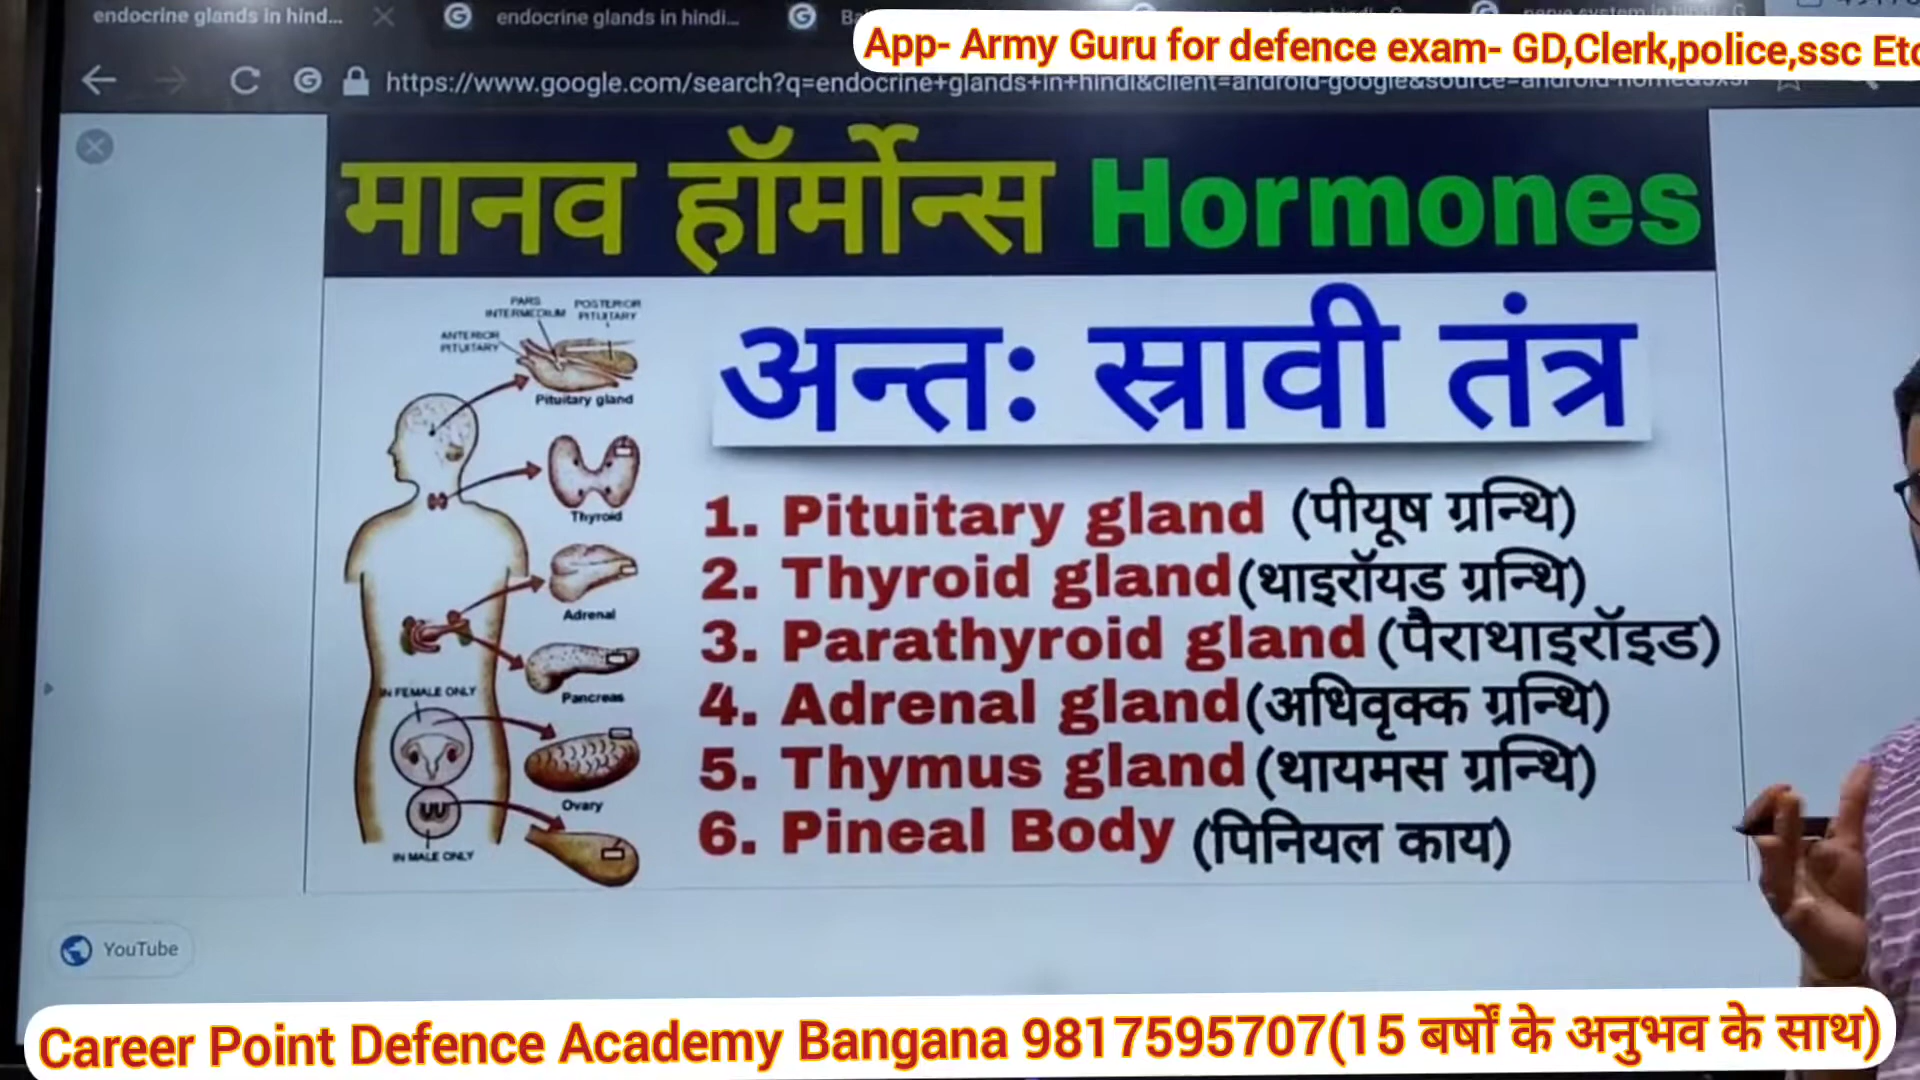 endocrine glands in hind...
endocrine glands in hindi...
App- Army Guru for defence exam- GD,Clerk,police,ssc Etc
https://www.google.com/search?q=endocrine+glands+in+hindi&client=android-google&source=android-home&
मानव हॉर्मोन्स Hormones
अन्तः स्रावी तंत्र
PARS
INTERMEDIUM
POSTERIOR
PITUITARY
ANTERIOR
PITUITARY
Pituitary gland
Thyroid
Adrenal
Pancreas
IN FEMALE ONLY
Ovary
IN MALE ONLY
1. Pituitary gland (पीयूष ग्रन्थि)
2. Thyroid gland (थाइरॉयड ग्रन्थि)
3. Parathyroid gland (पैराथाइरॉइड)
4. Adrenal gland (अधिवृक्क ग्रन्थि)
5. Thymus gland (थायमस ग्रन्थि)
6. Pineal Body (पिनियल काय)
YouTube
Career Point Defence Academy Bangana 9817595707(15 बर्षों के अनुभव के साथ)